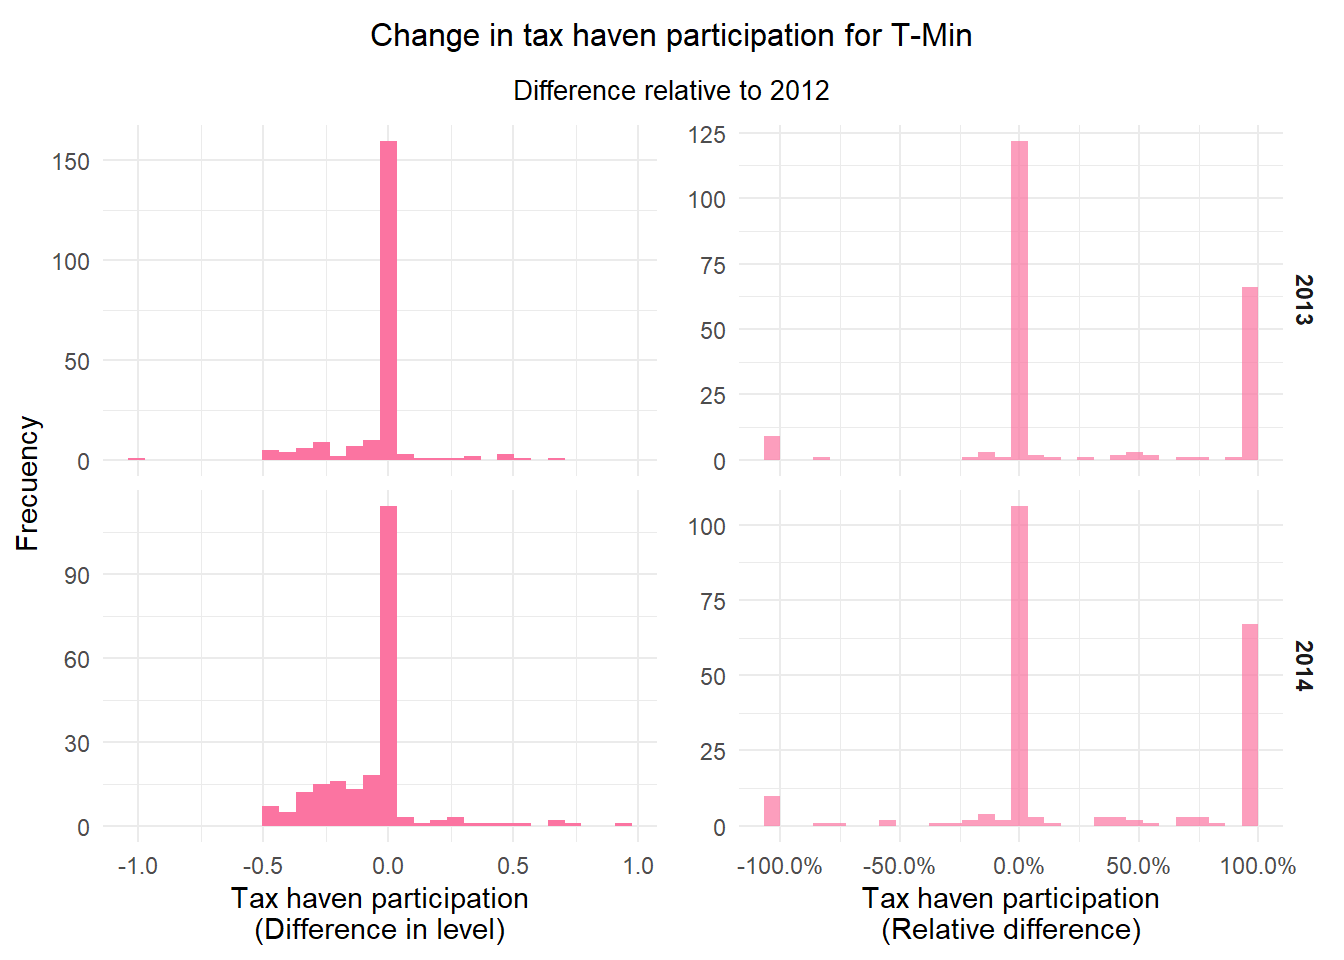 Change in tax haven participation for T-Min
Difference relative to 2012
Frecuency
150
100
50
0
125
100
75
50
25
0
2013
90
60
30
0
100
75
50
25
0
2014
-1.0 -0.5 0.0 0.5 1.0
-100.0% -50.0% 0.0% 50.0% 100.0%
Tax haven participation
(Difference in level)
Tax haven participation
(Relative difference)